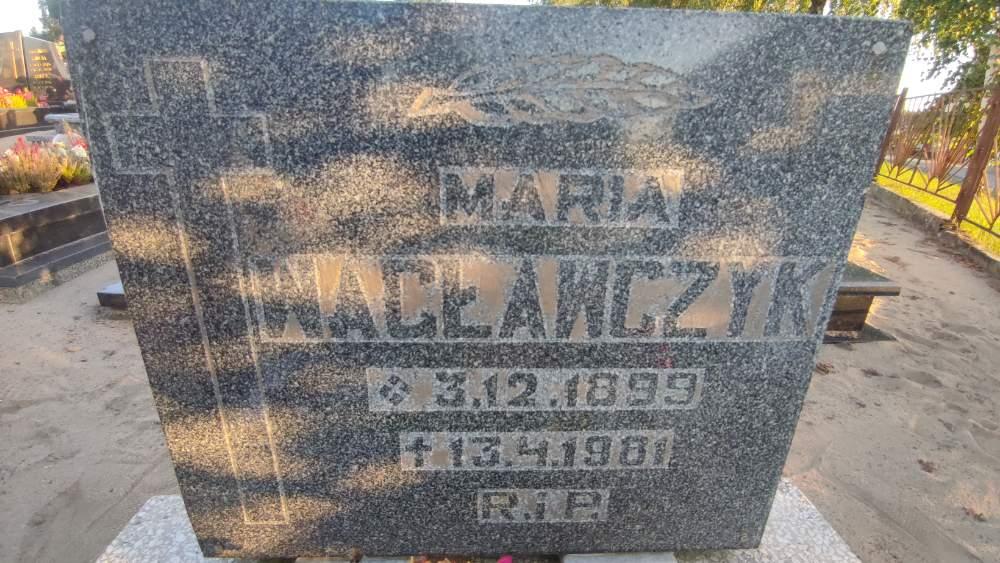 MARIA
WACŁAWCZYK
3.12.1899
✝ 13.4.1981
R.i P.